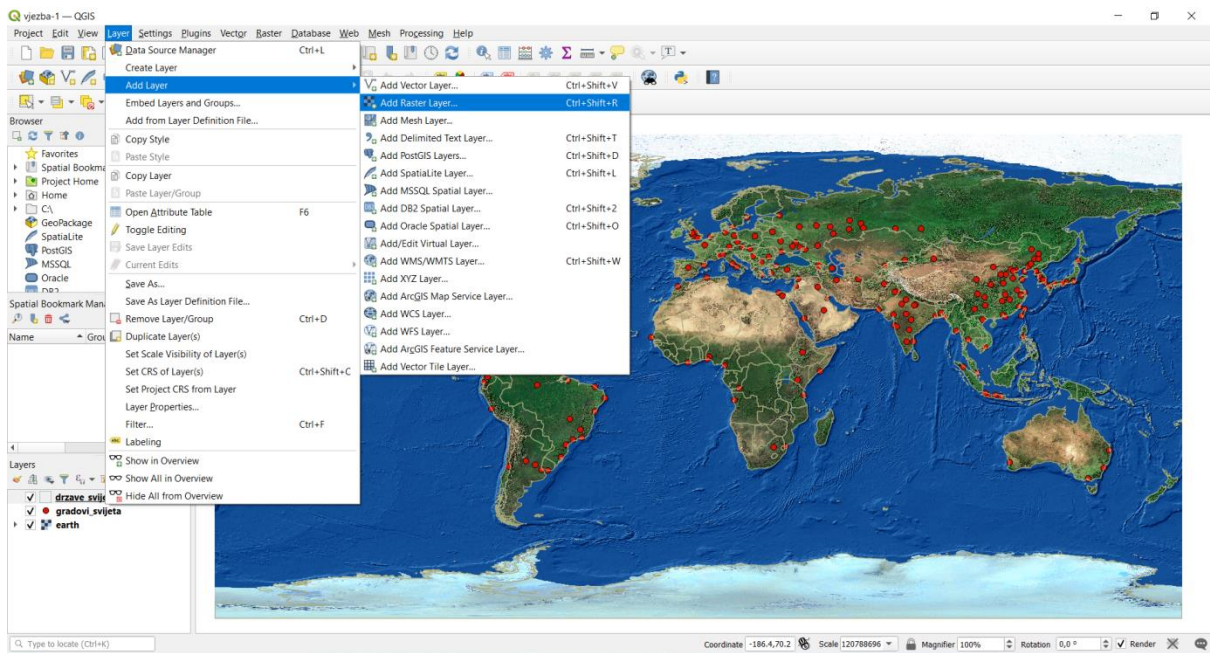 vjezba-1 — QGIS
Project Edit View Layer Settings Plugins Vector Raster Database Web Mesh Processing Help
Data Source Manager Ctrl+L
Create Layer
Add Layer
Embed Layers and Groups...
Add from Layer Definition File...
Copy Style
Paste Style
Copy Layer
Paste Layer/Group
Open Attribute Table F6
Toggle Editing
Save Layer Edits
Current Edits
Save As...
Save As Layer Definition File...
Remove Layer/Group Ctrl+D
Duplicate Layer(s)
Set Scale Visibility of Layer(s)
Set CRS of Layer(s) Ctrl+Shift+C
Set Project CRS from Layer
Layer Properties...
Filter... Ctrl+F
abc Labeling
Show in Overview
Show All in Overview
Hide All from Overview
Add Vector Layer... Ctrl+Shift+V
Add Raster Layer... Ctrl+Shift+R
Add Mesh Layer...
Add Delimited Text Layer... Ctrl+Shift+T
Add PostGIS Layers... Ctrl+Shift+D
Add SpatiaLite Layer... Ctrl+Shift+L
Add MSSQL Spatial Layer...
Add DB2 Spatial Layer... Ctrl+Shift+2
Add Oracle Spatial Layer... Ctrl+Shift+O
Add/Edit Virtual Layer...
Add WMS/WMTS Layer... Ctrl+Shift+W
Add XYZ Layer...
Add ArcGIS Map Service Layer...
Add WCS Layer...
Add WFS Layer...
Add ArcGIS Feature Service Layer...
Add Vector Tile Layer...
Browser
Favorites
Spatial Bookma
Project Home
Home
C:\
GeoPackage
SpatiaLite
PostGIS
MSSQL
Oracle
DB2
Spatial Bookmark Man
Name Grou
Layers
drzave_svije
gradovi_svijeta
earth
Type to locate (Ctrl+K)
Coordinate -186.4,70.2 Scale 120788696 Magnifier 100% Rotation 0,0 ° Render